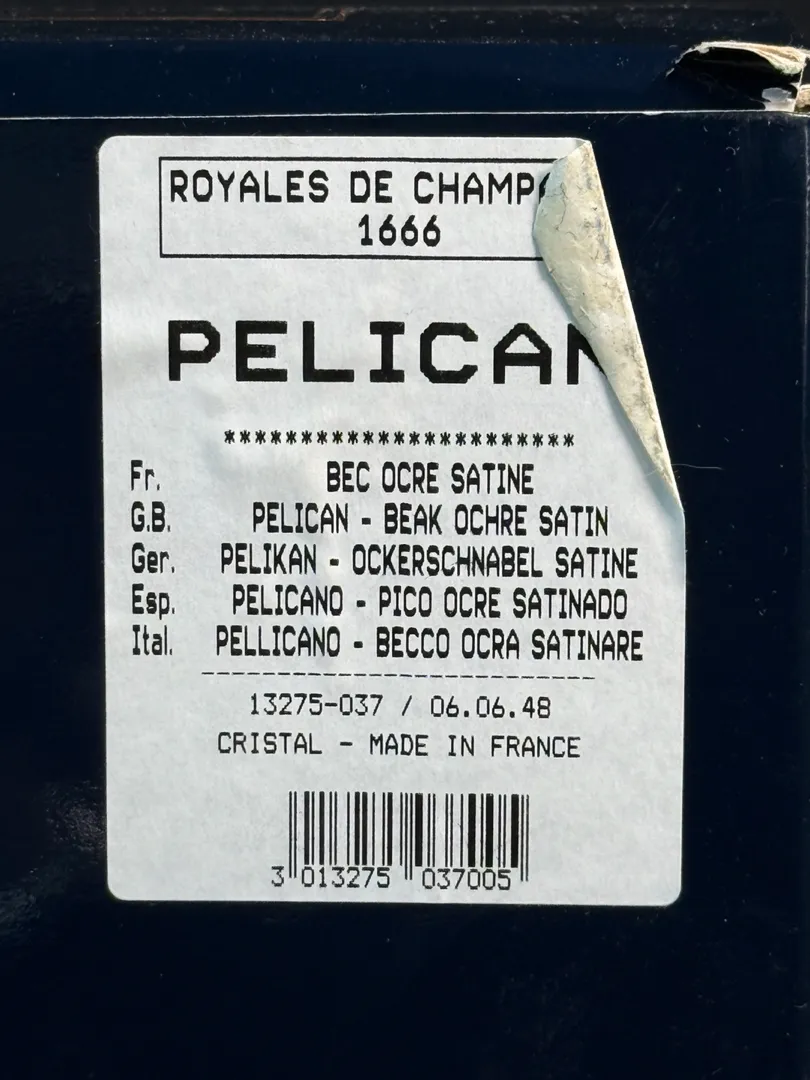 ROYALES DE CHAMP
1666
PELICAN
***********************
Fr. BEC OCRE SATINE
G.B. PELICAN - BEAK OCHRE SATIN
Ger. PELIKAN - OCKERSCHNABEL SATINE
Esp. PELICANO - PICO OCRE SATINADO
Ital. PELLICANO - BECCO OCRA SATINARE
13275-037 / 06.06.48
CRISTAL - MADE IN FRANCE
3 013275 037005